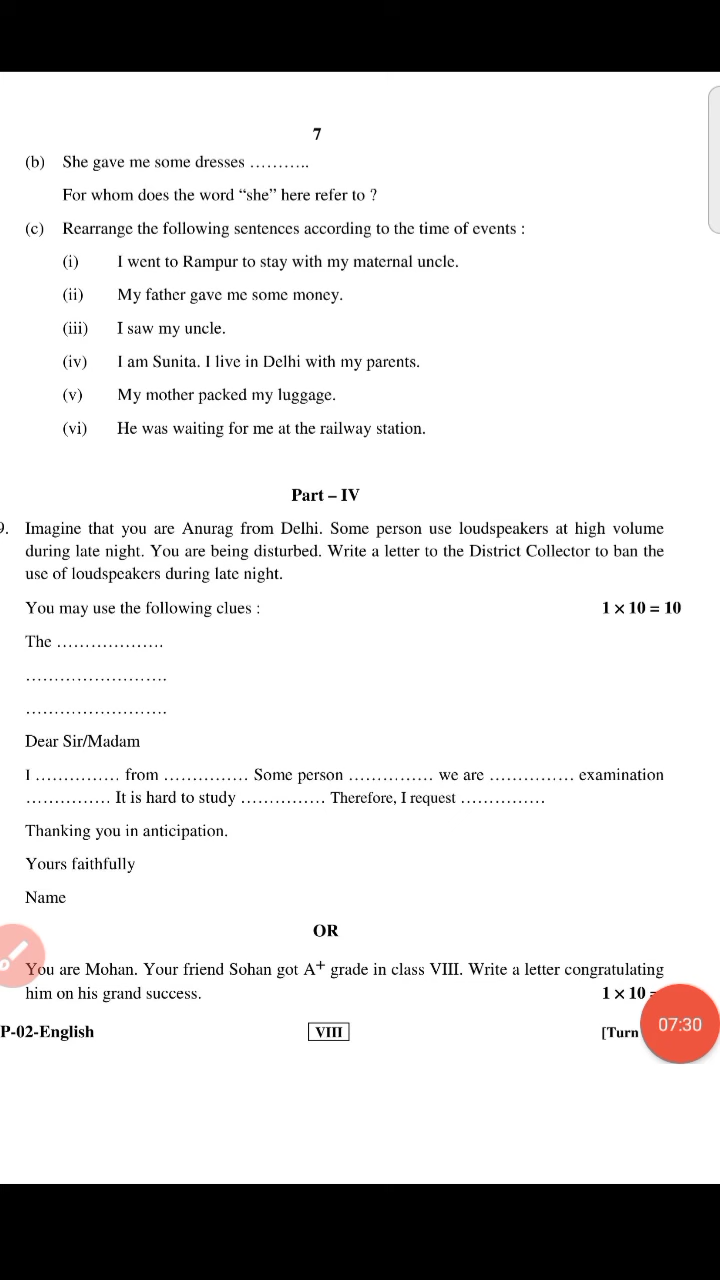 7
(b) She gave me some dresses ...........
For whom does the word “she” here refer to ?
(c) Rearrange the following sentences according to the time of events :
(i) I went to Rampur to stay with my maternal uncle.
(ii) My father gave me some money.
(iii) I saw my uncle.
(iv) I am Sunita. I live in Delhi with my parents.
(v) My mother packed my luggage.
(vi) He was waiting for me at the railway station.
Part – IV
9. Imagine that you are Anurag from Delhi. Some person use loudspeakers at high volume
during late night. You are being disturbed. Write a letter to the District Collector to ban the
use of loudspeakers during late night.
You may use the following clues : 1 × 10 = 10
The ...................
.........................
.........................
Dear Sir/Madam
I ............... from ............... Some person ............... we are ............... examination
............... It is hard to study ............... Therefore, I request ...............
Thanking you in anticipation.
Yours faithfully
Name
OR
You are Mohan. Your friend Sohan got A+ grade in class VIII. Write a letter congratulating
him on his grand success. 1 × 10 =
P-02-English VIII [Turn
07:30